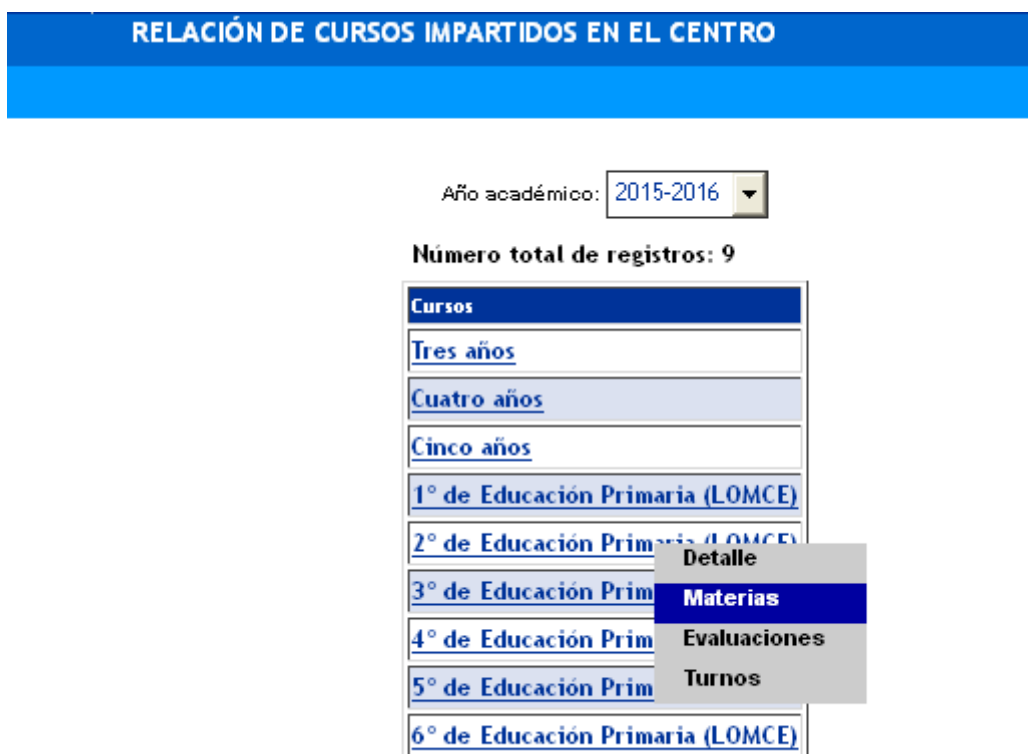 RELACIÓN DE CURSOS IMPARTIDOS EN EL CENTRO
Año académico: 2015-2016
Número total de registros: 9
Cursos
Tres años
Cuatro años
Cinco años
1° de Educación Primaria (LOMCE)
2° de Educación Primaria (LOMCE)
Detalle
3° de Educación Prim
Materias
4° de Educación Prim
Evaluaciones
5° de Educación Prim
Turnos
6° de Educación Primaria (LOMCE)